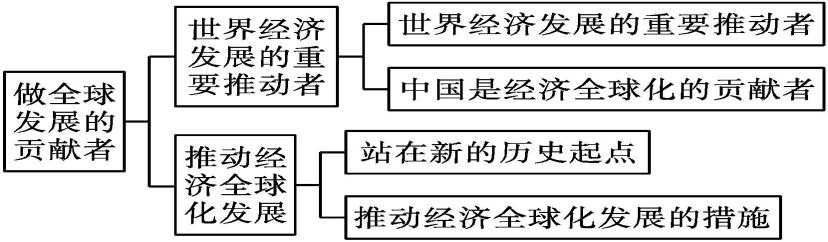 做全球
发展的
贡献者
世界经济
发展的重
要推动者
世界经济发展的重要推动者
中国是经济全球化的贡献者
推动经
济全球
化发展
站在新的历史起点
推动经济全球化发展的措施